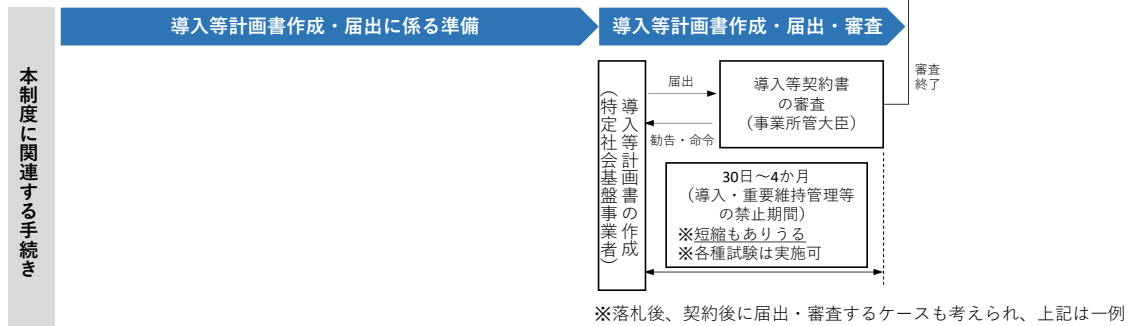 導入等計画書作成・届出に係る準備
導入等計画書作成・届出・審査
本制度に関連する手続き
導入等計画書の作成
（特定社会基盤事業者）
届出
勧告・命令
導入等契約書
の審査
（事業所管大臣）
審査
終了
30日～4か月
（導入・重要維持管理等
の禁止期間）
※短縮もありうる
※各種試験は実施可
※落札後、契約後に届出・審査するケースも考えられ、上記は一例